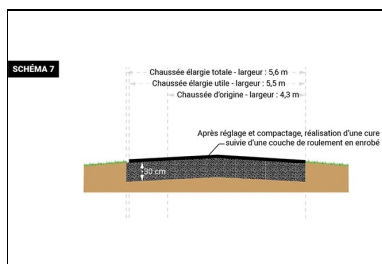 SCHÉMA 7
Chaussée élargie totale - largeur : 5,6 m
Chaussée élargie utile - largeur : 5,5 m
Chaussée d'origine - largeur : 4,3 m
Après réglage et compactage, réalisation d'une cure
suivie d'une couche de roulement en enrobé
30 cm